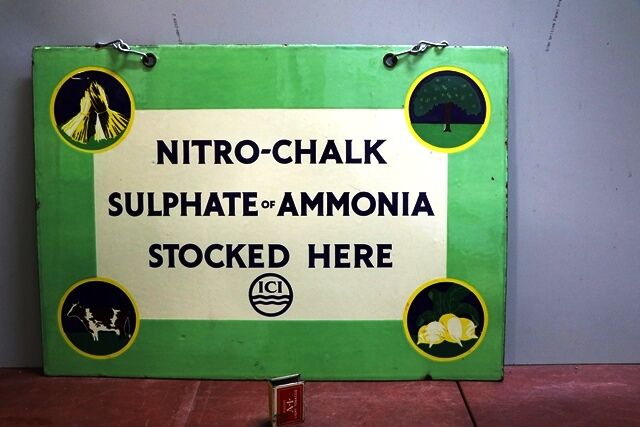 NITRO-CHALK
SULPHATE OF AMMONIA
STOCKED HERE
ICI